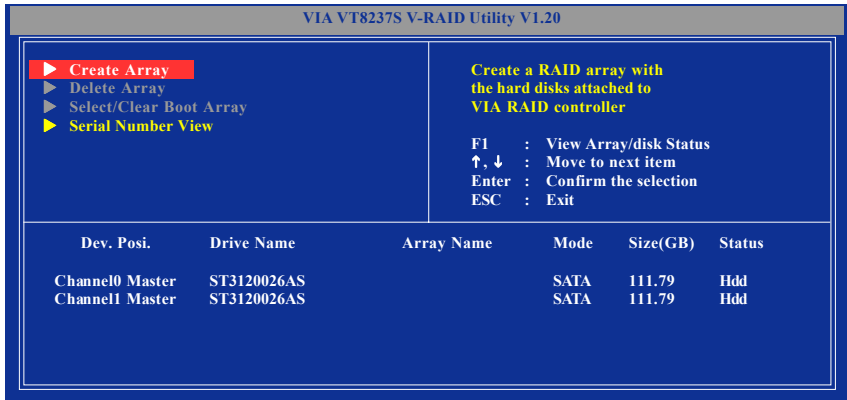 VIA VT8237S V-RAID Utility V1.20
Create Array
Delete Array
Select/Clear Boot Array
Serial Number View
Create a RAID array with
the hard disks attached to
VIA RAID controller
F1 : View Array/disk Status
↑, ↓ : Move to next item
Enter : Confirm the selection
ESC : Exit
Dev. Posi. Drive Name Array Name Mode Size(GB) Status
Channel0 Master ST3120026AS SATA 111.79 Hdd
Channel1 Master ST3120026AS SATA 111.79 Hdd